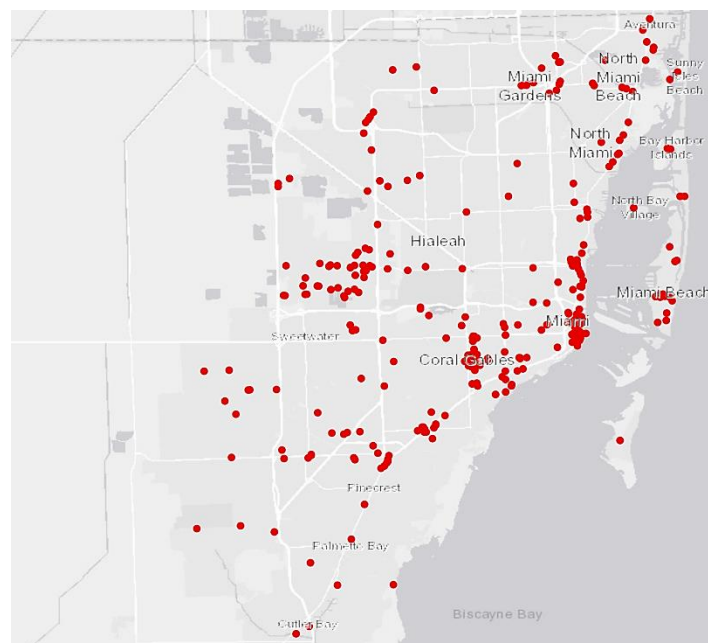 Aventura
Miami
Gardens
North
Miami
Beach
Sunny
Isles
Beach
North
Miami
Bay Harbor
Islands
North Bay
Village
Hialeah
Miami Beach
Miami
Sweetwater
Coral Gables
Pinecrest
Palmetto Bay
Cutler Bay
Biscayne Bay